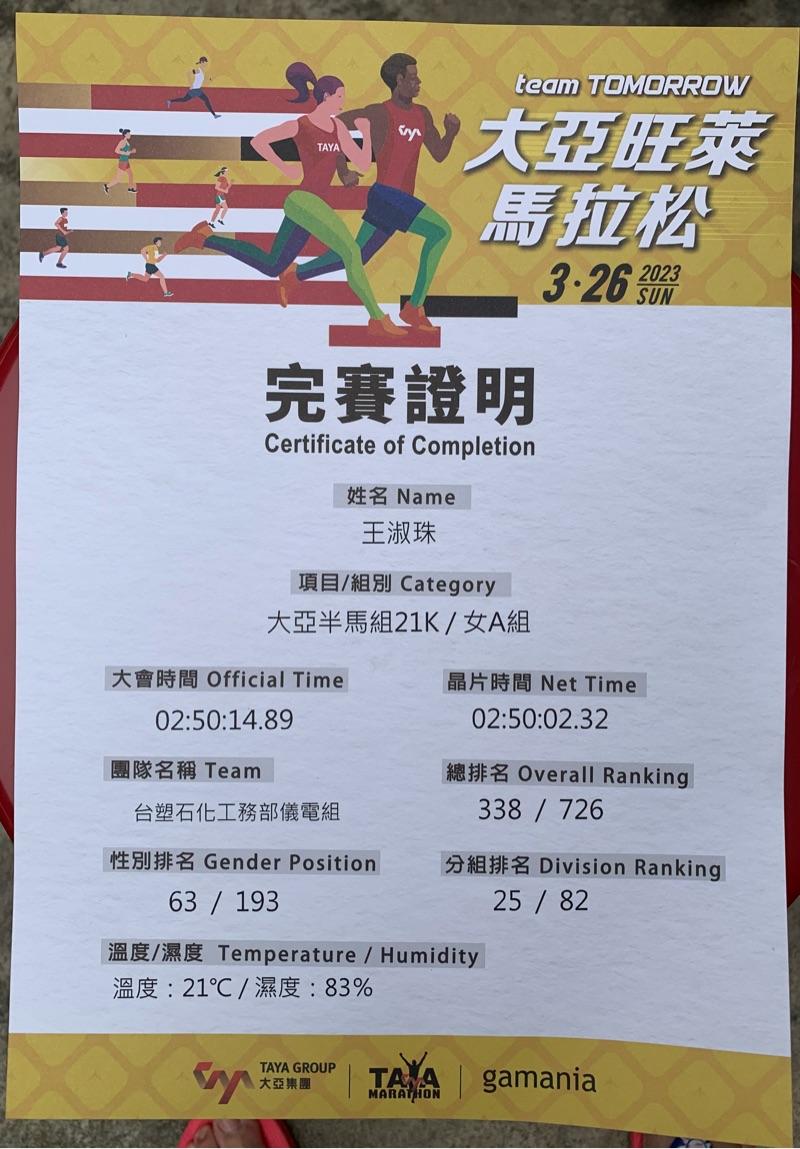 team TOMORROW
大亞旺萊
馬拉松
3·26 2023 SUN
TAYA
完賽證明
Certificate of Completion
姓名 Name
王淑珠
項目/組別 Category
大亞半馬組21K / 女A組
大會時間 Official Time
02:50:14.89
晶片時間 Net Time
02:50:02.32
團隊名稱 Team
台塑石化工務部儀電組
總排名 Overall Ranking
338 / 726
性別排名 Gender Position
63 / 193
分組排名 Division Ranking
25 / 82
溫度/濕度 Temperature / Humidity
溫度：21℃ / 濕度：83%
TAYA GROUP
大亞集團
TAYA
MARATHON
gamania